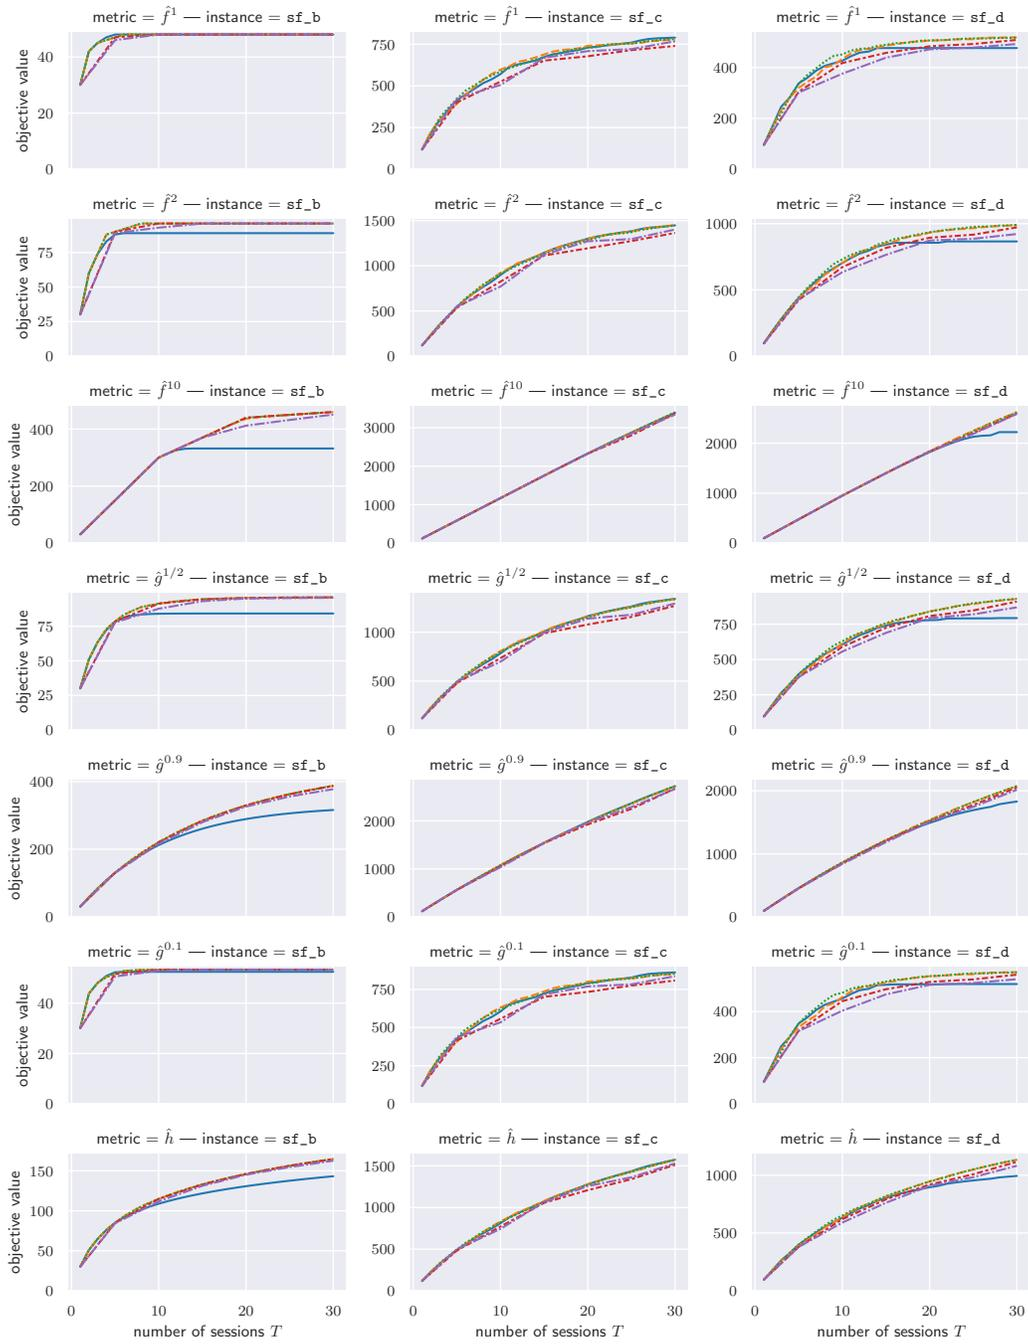 metric = f̂¹ — instance = sf_b
metric = f̂¹ — instance = sf_c
metric = f̂¹ — instance = sf_d
objective value
40
20
0
750
500
250
0
400
200
0
metric = f̂² — instance = sf_b
metric = f̂² — instance = sf_c
metric = f̂² — instance = sf_d
objective value
75
50
25
0
1500
1000
500
0
1000
500
0
metric = f̂¹⁰ — instance = sf_b
metric = f̂¹⁰ — instance = sf_c
metric = f̂¹⁰ — instance = sf_d
objective value
400
200
0
3000
2000
1000
0
2000
1000
0
metric = ĝ^{1/2} — instance = sf_b
metric = ĝ^{1/2} — instance = sf_c
metric = ĝ^{1/2} — instance = sf_d
objective value
75
50
25
0
1000
500
0
750
500
250
0
metric = ĝ^{0.9} — instance = sf_b
metric = ĝ^{0.9} — instance = sf_c
metric = ĝ^{0.9} — instance = sf_d
objective value
400
200
0
2000
1000
0
2000
1000
0
metric = ĝ^{0.1} — instance = sf_b
metric = ĝ^{0.1} — instance = sf_c
metric = ĝ^{0.1} — instance = sf_d
objective value
40
20
0
750
500
250
0
400
200
0
metric = ĥ — instance = sf_b
metric = ĥ — instance = sf_c
metric = ĥ — instance = sf_d
objective value
150
100
50
0
1500
1000
500
0
1000
500
0
0 10 20 30
0 10 20 30
0 10 20 30
number of sessions T
number of sessions T
number of sessions T